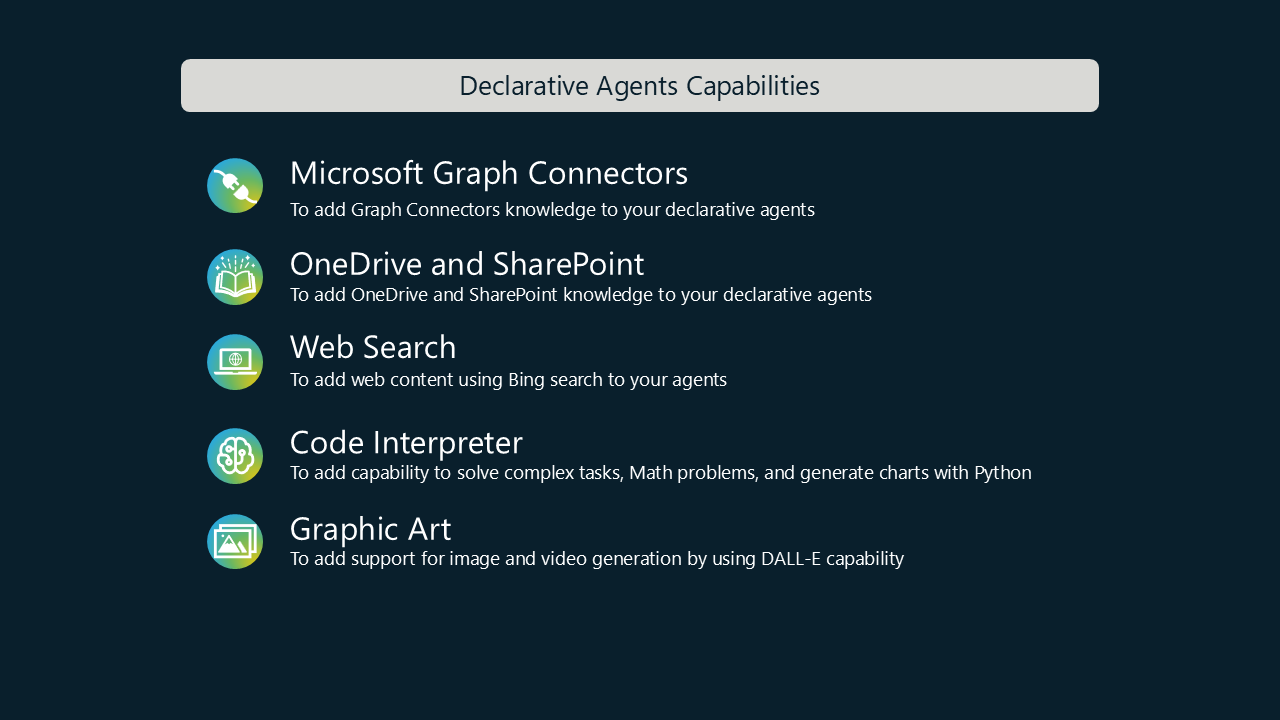 Declarative Agents Capabilities
Microsoft Graph Connectors
To add Graph Connectors knowledge to your declarative agents
OneDrive and SharePoint
To add OneDrive and SharePoint knowledge to your declarative agents
Web Search
To add web content using Bing search to your agents
Code Interpreter
To add capability to solve complex tasks, Math problems, and generate charts with Python
Graphic Art
To add support for image and video generation by using DALL-E capability